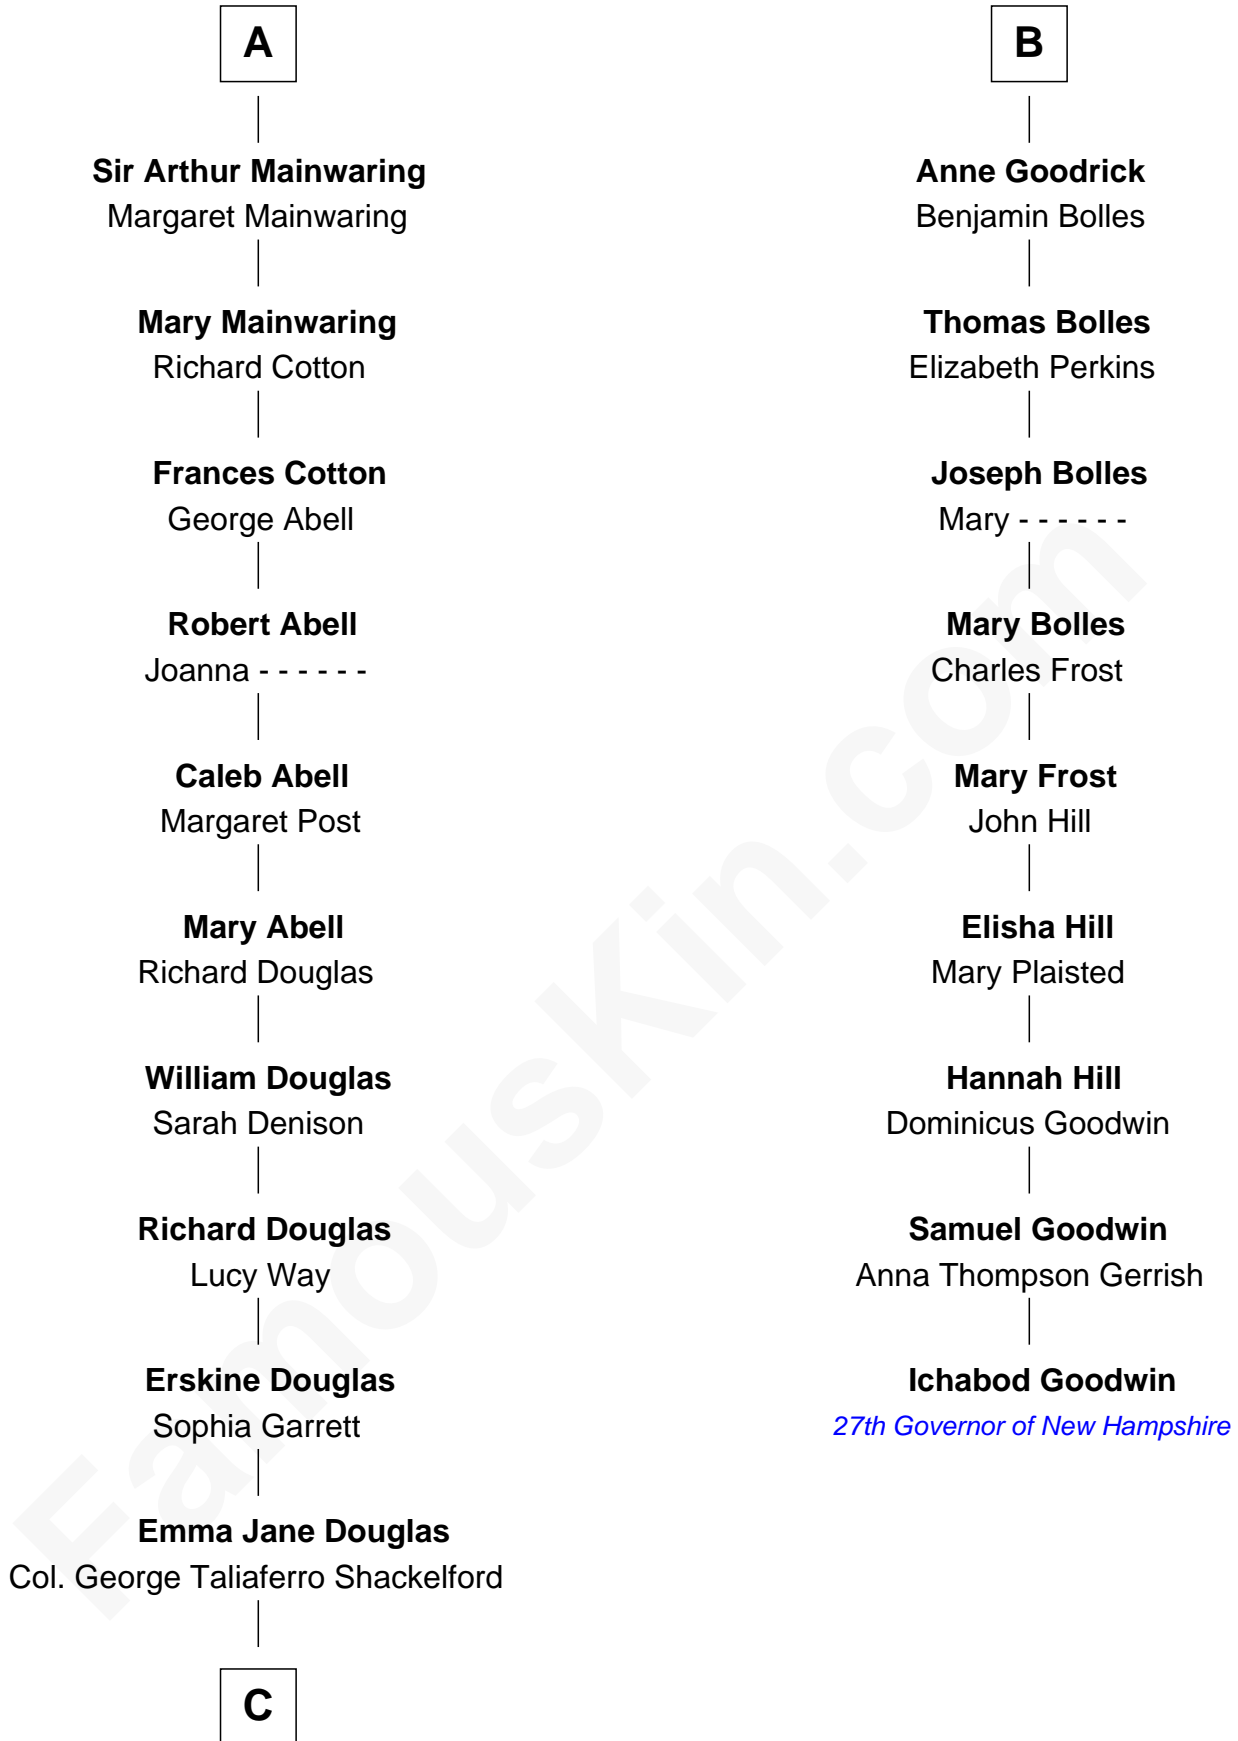 A
Sir Arthur Mainwaring
Margaret Mainwaring
Mary Mainwaring
Richard Cotton
Frances Cotton
George Abell
Robert Abell
Joanna - - - - - -
Caleb Abell
Margaret Post
Mary Abell
Richard Douglas
William Douglas
Sarah Denison
Richard Douglas
Lucy Way
Erskine Douglas
Sophia Garrett
Emma Jane Douglas
Col. George Taliaferro Shackelford
C
B
Anne Goodrick
Benjamin Bolles
Thomas Bolles
Elizabeth Perkins
Joseph Bolles
Mary - - - - - -
Mary Bolles
Charles Frost
Mary Frost
John Hill
Elisha Hill
Mary Plaisted
Hannah Hill
Dominicus Goodwin
Samuel Goodwin
Anna Thompson Gerrish
Ichabod Goodwin
27th Governor of New Hampshire
FamousKin.com